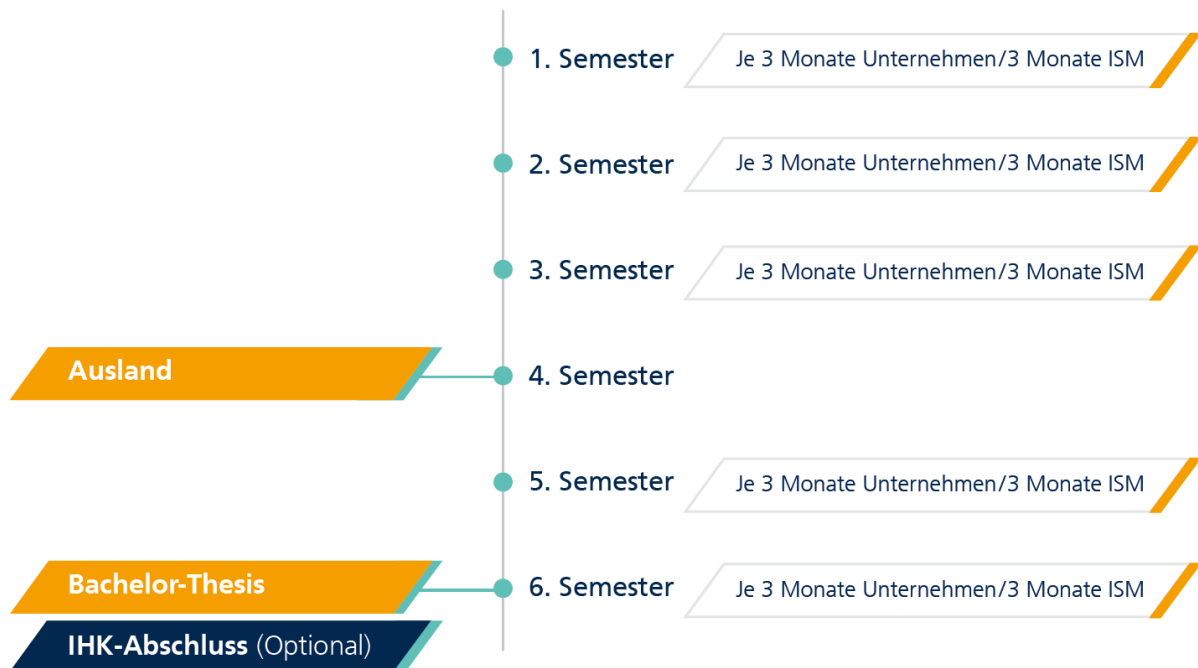 1. Semester
Je 3 Monate Unternehmen/3 Monate ISM
2. Semester
Je 3 Monate Unternehmen/3 Monate ISM
3. Semester
Je 3 Monate Unternehmen/3 Monate ISM
Ausland
4. Semester
5. Semester
Je 3 Monate Unternehmen/3 Monate ISM
Bachelor-Thesis
6. Semester
Je 3 Monate Unternehmen/3 Monate ISM
IHK-Abschluss (Optional)